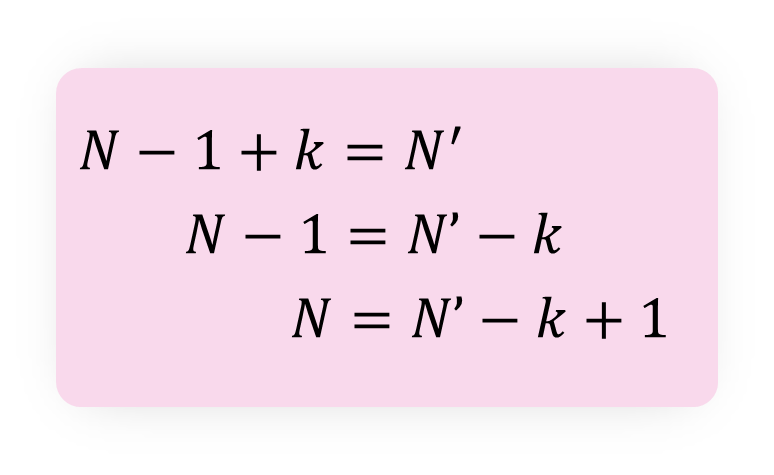 N − 1 + k = N′
N − 1 = N’ − k
N = N’ − k + 1